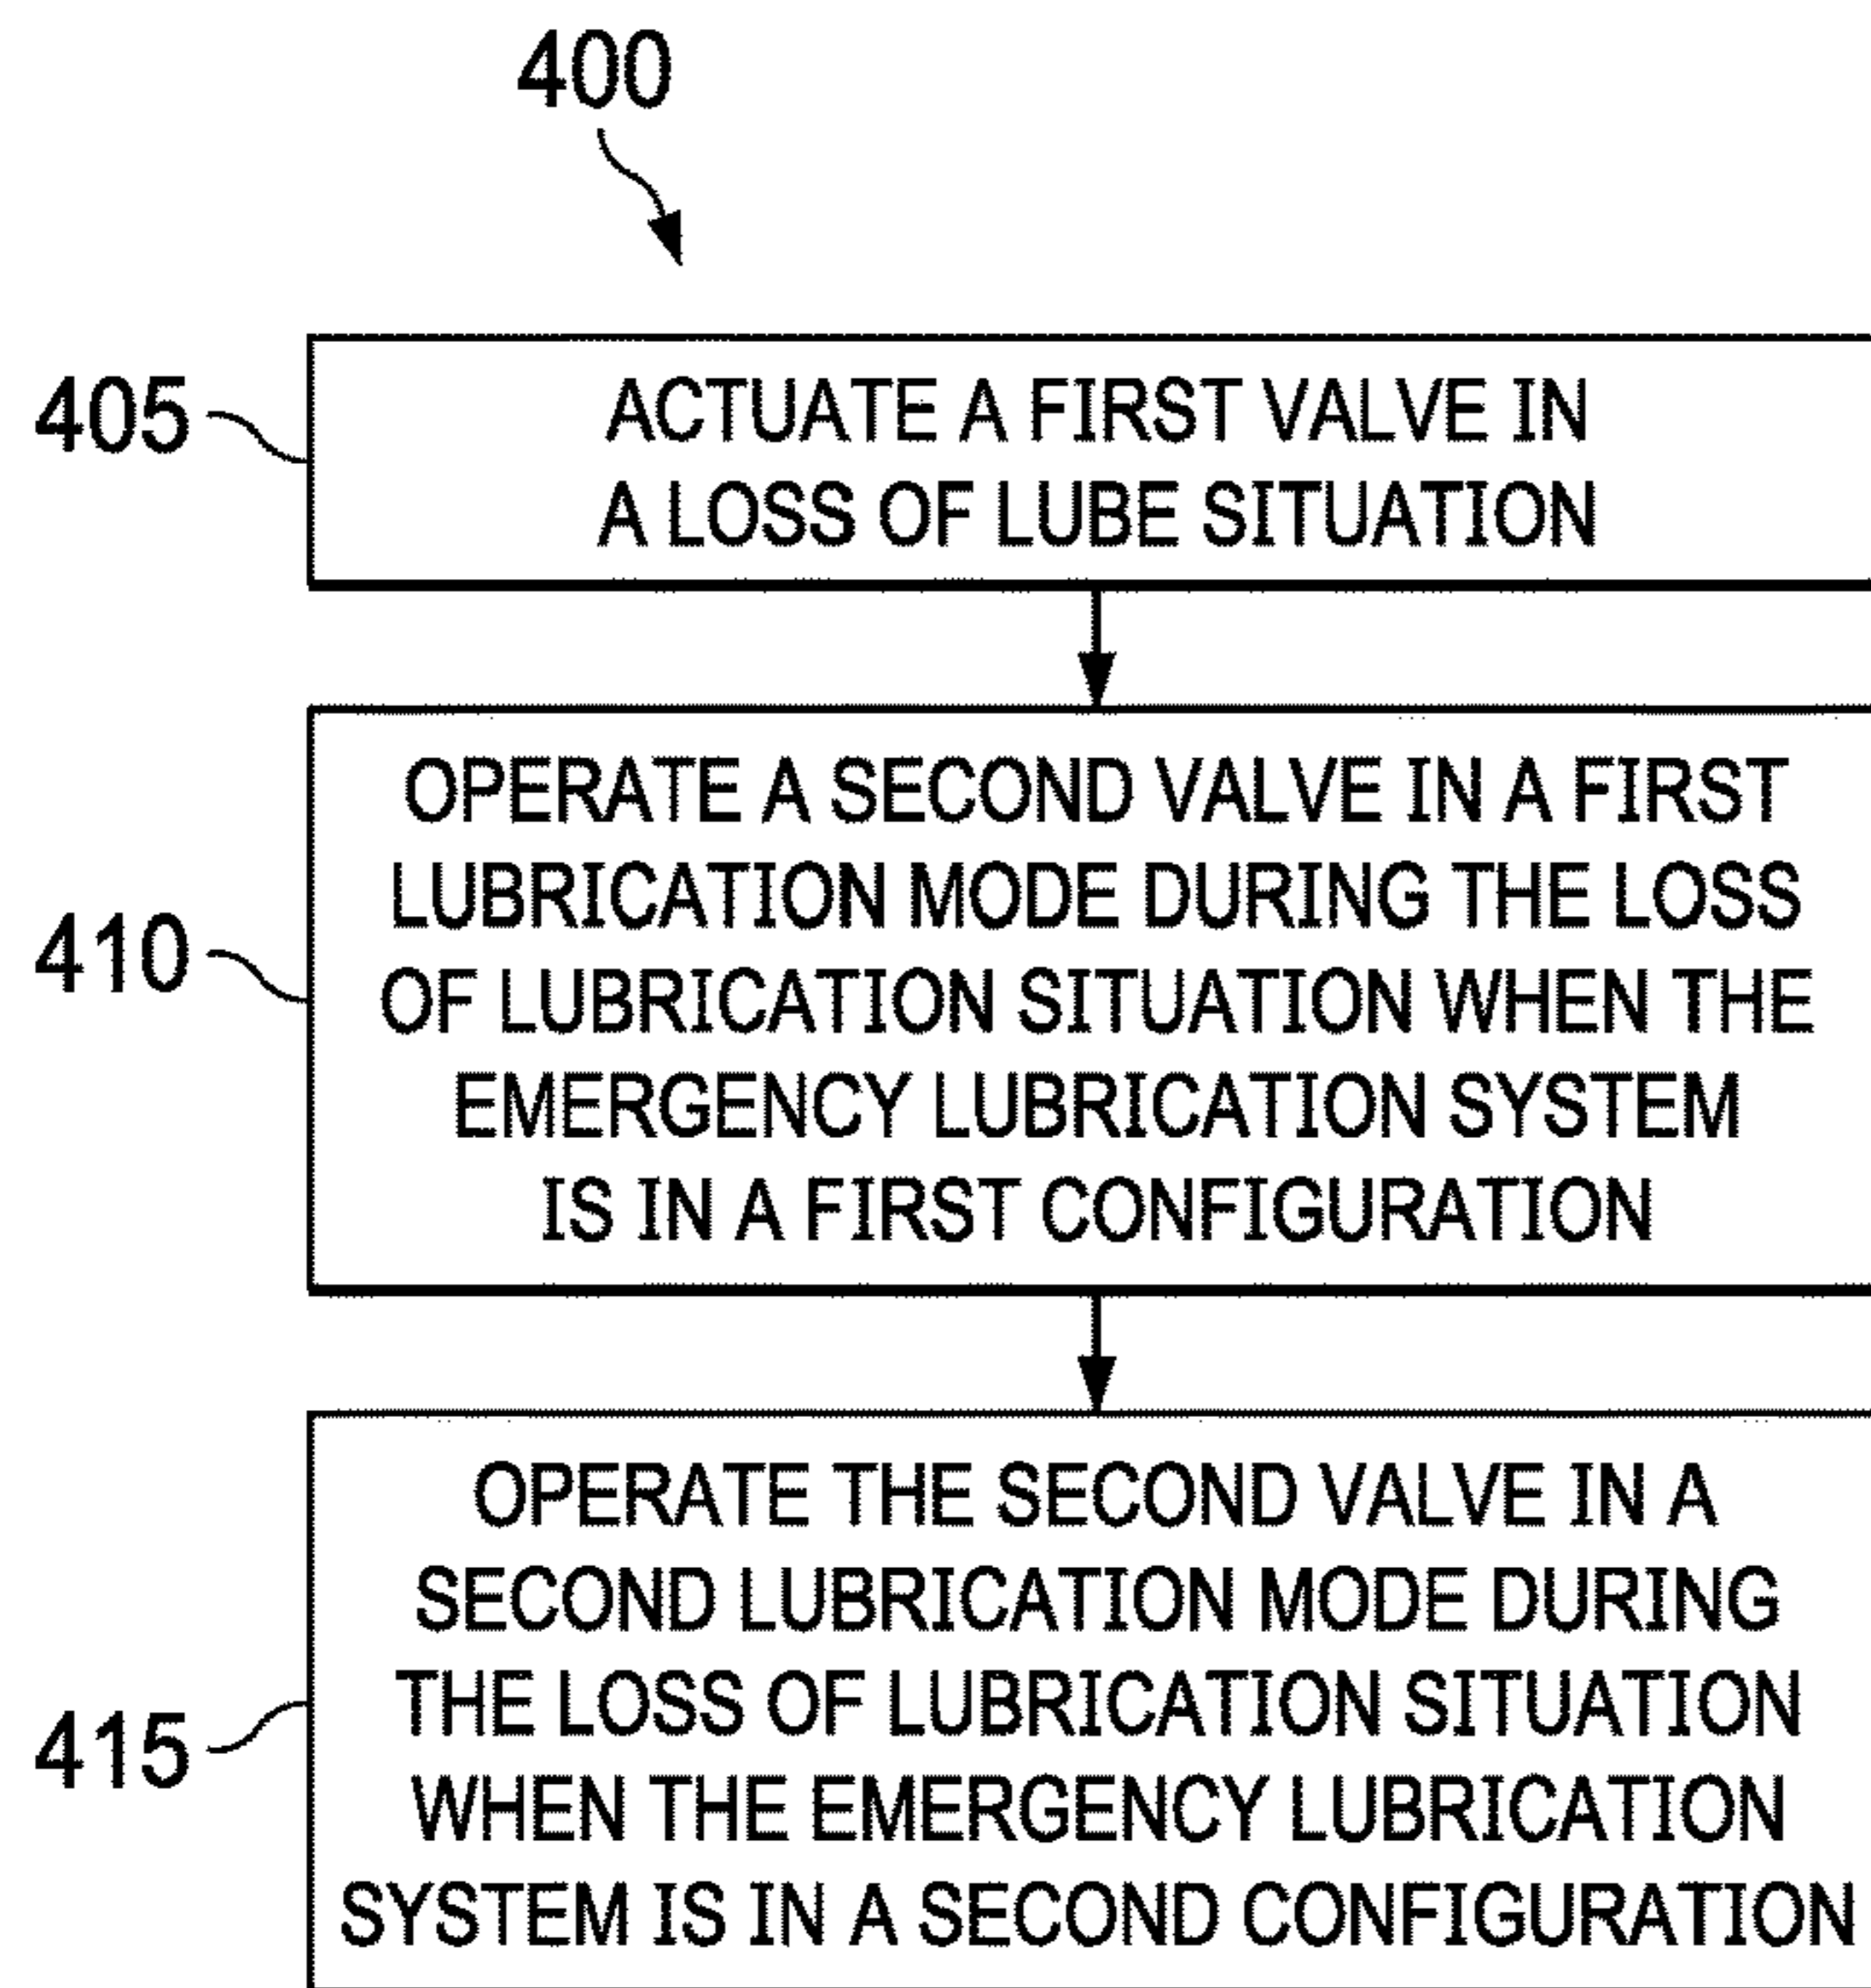 400
405
ACTUATE A FIRST VALVE IN
A LOSS OF LUBE SITUATION
410
OPERATE A SECOND VALVE IN A FIRST
LUBRICATION MODE DURING THE LOSS
OF LUBRICATION SITUATION WHEN THE
EMERGENCY LUBRICATION SYSTEM
IS IN A FIRST CONFIGURATION
415
OPERATE THE SECOND VALVE IN A
SECOND LUBRICATION MODE DURING
THE LOSS OF LUBRICATION SITUATION
WHEN THE EMERGENCY LUBRICATION
SYSTEM IS IN A SECOND CONFIGURATION